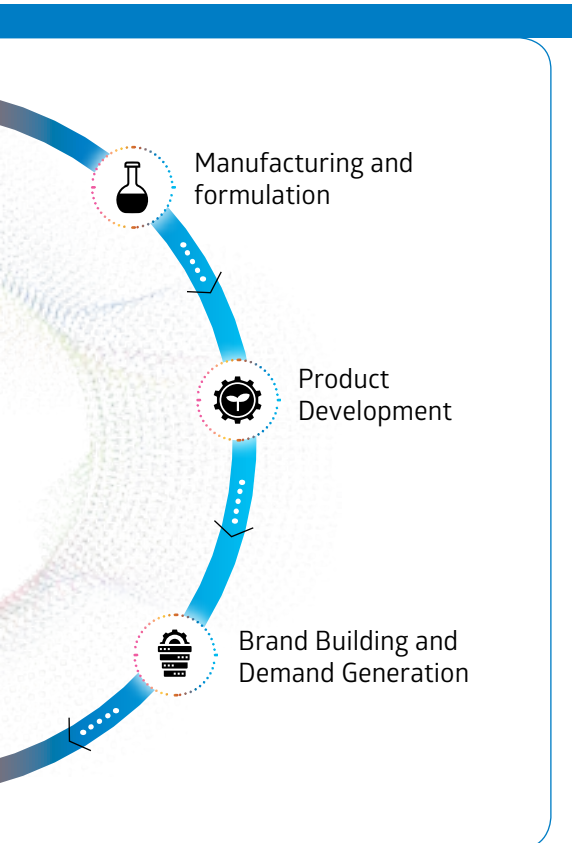 Manufacturing and
formulation
Product
Development
Brand Building and
Demand Generation